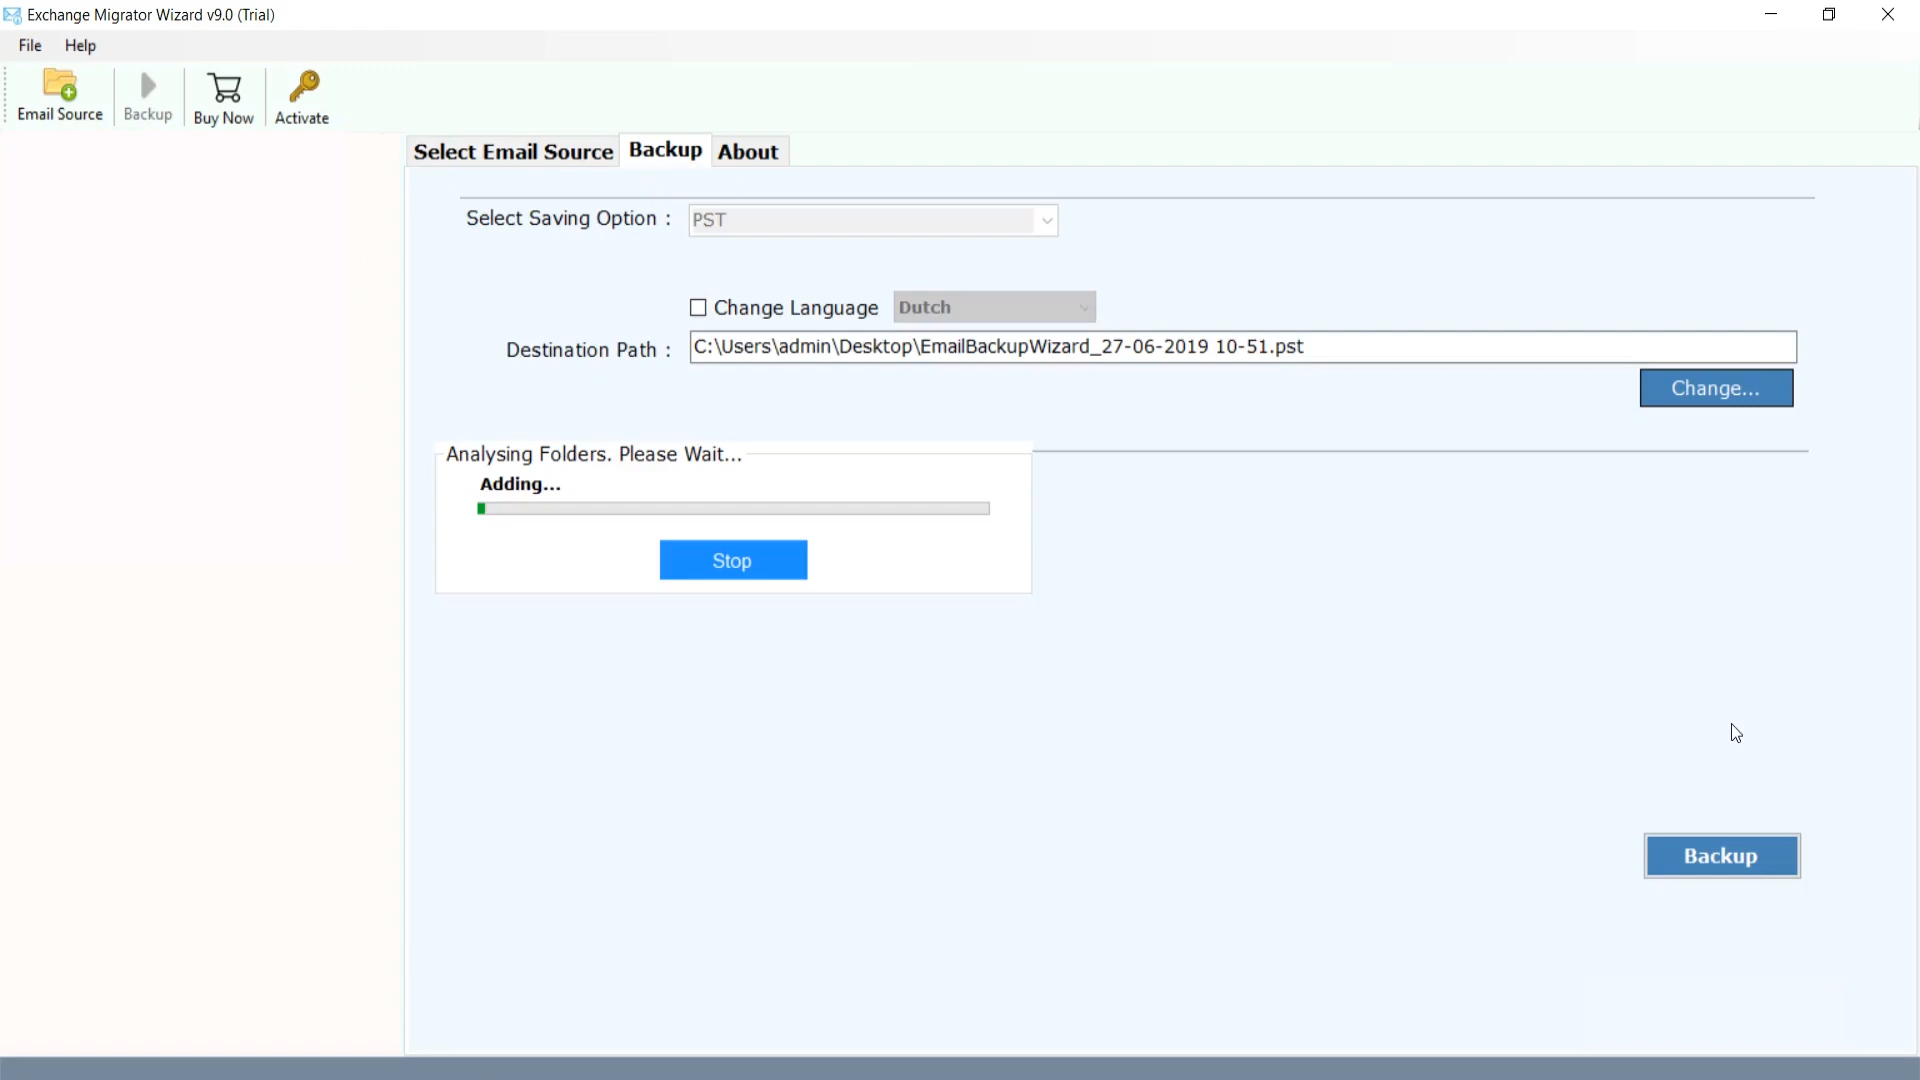 Exchange Migrator Wizard v9.0 (Trial)
File Help
Email Source Backup Buy Now Activate
Select Email Source Backup About
Select Saving Option : PST
Change Language Dutch
Destination Path : C:\Users\admin\Desktop\EmailBackupWizard_27-06-2019 10-51.pst
Change...
Analysing Folders. Please Wait...
Adding...
Stop
Backup